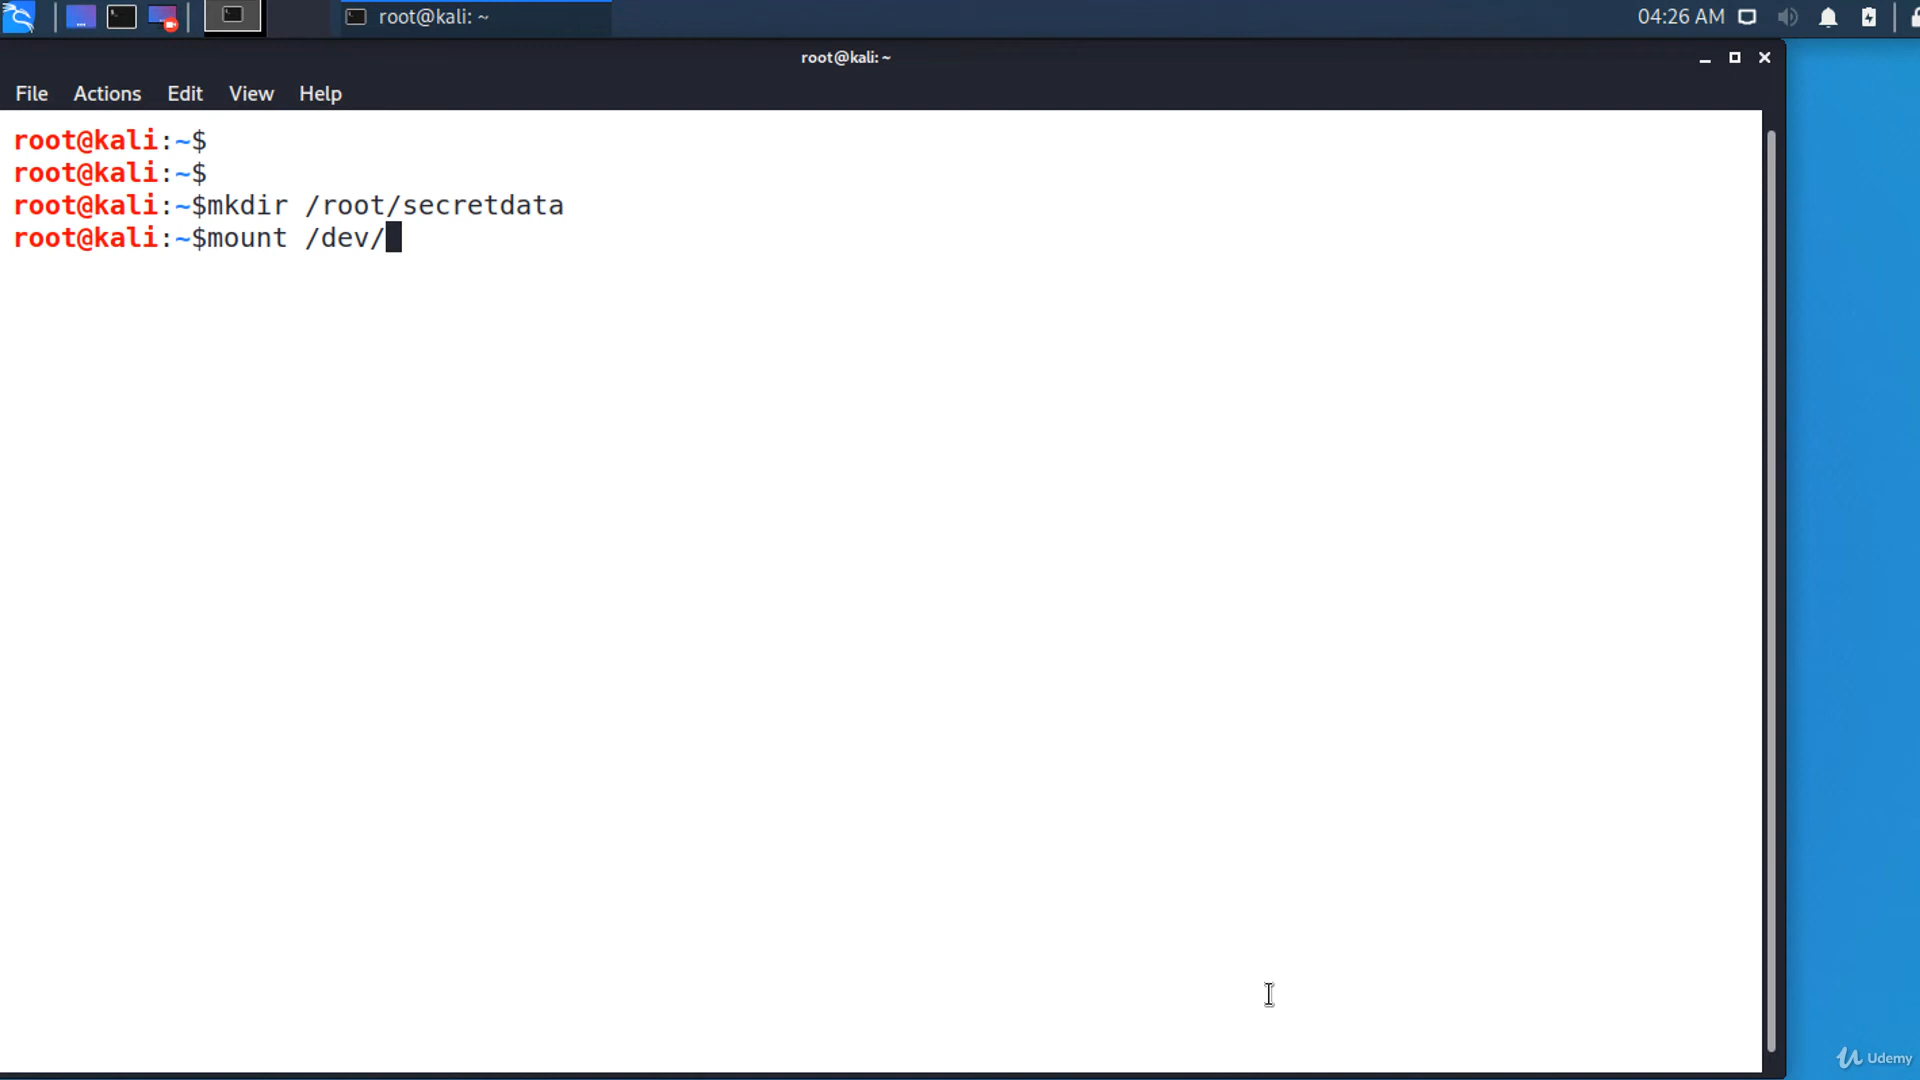 root@kali: ~
04:26 AM
root@kali: ~
File Actions Edit View Help
root@kali:~$
root@kali:~$
root@kali:~$mkdir /root/secretdata
root@kali:~$mount /dev/
Udemy